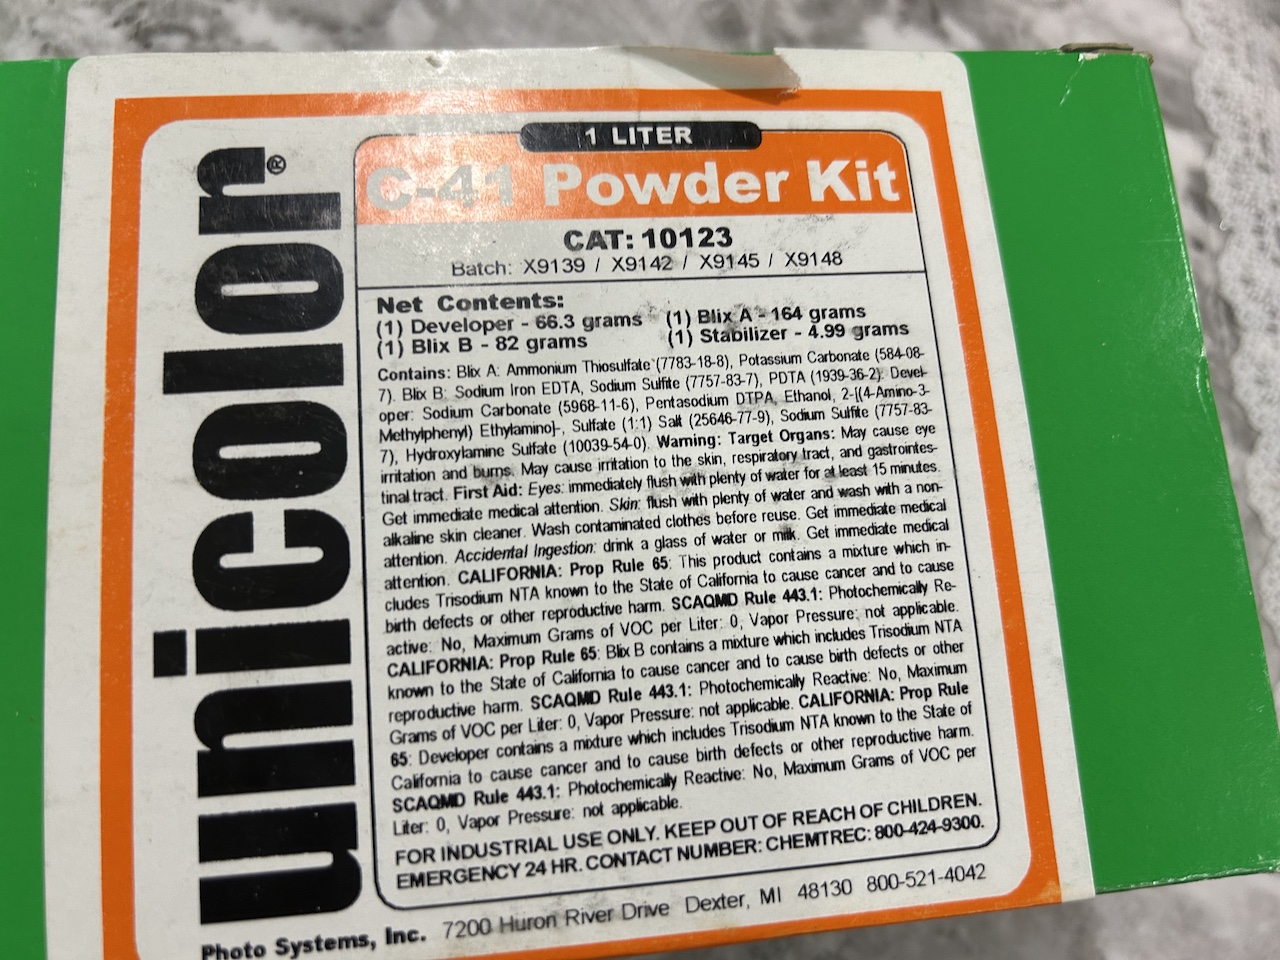 unicolor®
1 LITER
C-41 Powder Kit
CAT: 10123
Batch: X9139 / X9142 / X9145 / X9148
Net Contents:
(1) Developer - 66.3 grams (1) Blix A - 164 grams
(1) Blix B - 82 grams (1) Stabilizer - 4.99 grams
Contains: Blix A: Ammonium Thiosulfate (7783-18-8), Potassium Carbonate (584-08-
7). Blix B: Sodium Iron EDTA, Sodium Sulfite (7757-83-7), PDTA (1939-36-2). Devel-
oper: Sodium Carbonate (5968-11-6), Pentasodium DTPA, Ethanol, 2-[(4-Amino-3-
Methylphenyl) Ethylamino]-, Sulfate (1:1) Salt (25646-77-9), Sodium Sulfite (7757-83-
7), Hydroxylamine Sulfate (10039-54-0). Warning: Target Organs: May cause eye
irritation and burns. May cause irritation to the skin, respiratory tract, and gastrointes-
tinal tract. First Aid: Eyes: immediately flush with plenty of water for at least 15 minutes.
Get immediate medical attention. Skin: flush with plenty of water and wash with a non-
alkaline skin cleaner. Wash contaminated clothes before reuse. Get immediate medical
attention. Accidental Ingestion: drink a glass of water or milk. Get immediate medical
attention. CALIFORNIA: Prop Rule 65: This product contains a mixture which in-
cludes Trisodium NTA known to the State of California to cause cancer and to cause
birth defects or other reproductive harm. SCAQMD Rule 443.1: Photochemically Re-
active: No, Maximum Grams of VOC per Liter: 0, Vapor Pressure: not applicable.
CALIFORNIA: Prop Rule 65: Blix B contains a mixture which includes Trisodium NTA
known to the State of California to cause cancer and to cause birth defects or other
reproductive harm. SCAQMD Rule 443.1: Photochemically Reactive: No, Maximum
Grams of VOC per Liter: 0, Vapor Pressure: not applicable. CALIFORNIA: Prop Rule
65: Developer contains a mixture which includes Trisodium NTA known to the State of
California to cause cancer and to cause birth defects or other reproductive harm.
SCAQMD Rule 443.1: Photochemically Reactive: No, Maximum Grams of VOC per
Liter: 0, Vapor Pressure: not applicable.
FOR INDUSTRIAL USE ONLY. KEEP OUT OF REACH OF CHILDREN.
EMERGENCY 24 HR. CONTACT NUMBER: CHEMTREC: 800-424-9300.
Photo Systems, Inc. 7200 Huron River Drive Dexter, MI 48130 800-521-4042